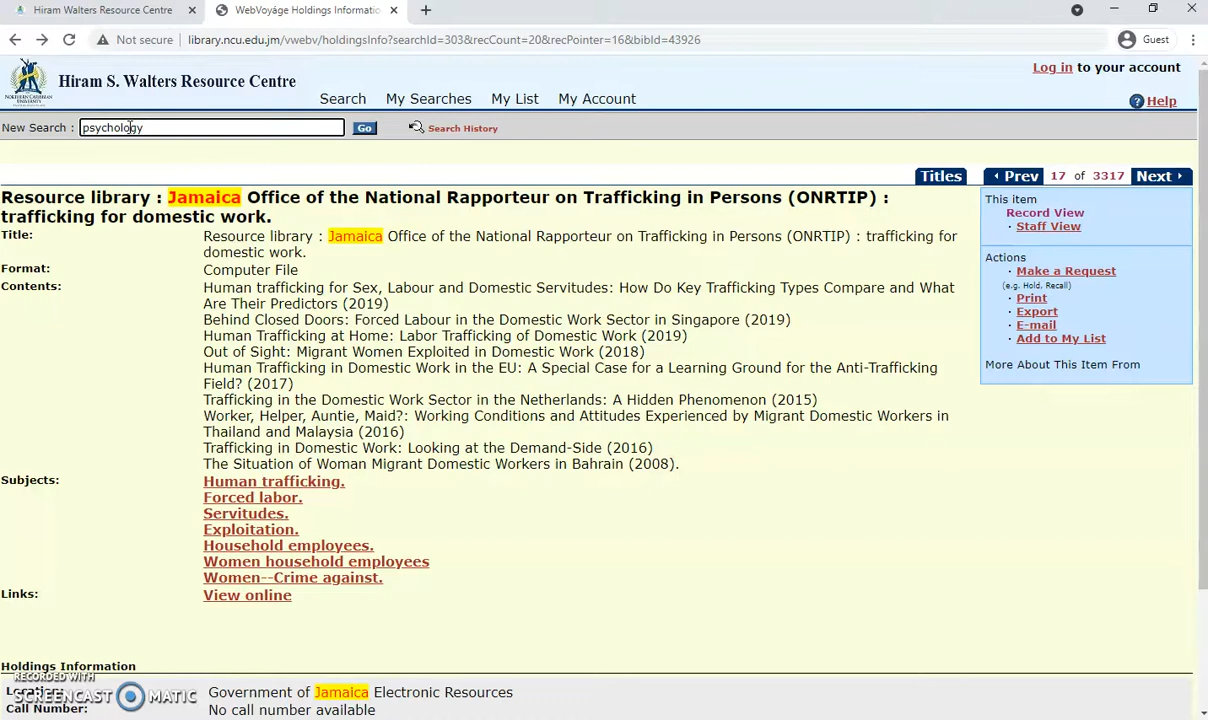 Hiram Walters Resource Centre
WebVoyáge Holdings Informatio
Not secure
library.ncu.edu.jm/vwebv/holdingsInfo?searchId=303&recCount=20&recPointer=16&bibId=43926
Guest
Hiram S. Walters Resource Centre
Log in to your account
Search
My Searches
My List
My Account
Help
New Search :
psychology
Go
Search History
Titles
Prev
17 of 3317
Next
Resource library : Jamaica Office of the National Rapporteur on Trafficking in Persons (ONRTIP) :
trafficking for domestic work.
Title:
Resource library : Jamaica Office of the National Rapporteur on Trafficking in Persons (ONRTIP) : trafficking for
domestic work.
Format:
Computer File
Contents:
Human trafficking for Sex, Labour and Domestic Servitudes: How Do Key Trafficking Types Compare and What
Are Their Predictors (2019)
Behind Closed Doors: Forced Labour in the Domestic Work Sector in Singapore (2019)
Human Trafficking at Home: Labor Trafficking of Domestic Work (2019)
Out of Sight: Migrant Women Exploited in Domestic Work (2018)
Human Trafficking in Domestic Work in the EU: A Special Case for a Learning Ground for the Anti-Trafficking
Field? (2017)
Trafficking in the Domestic Work Sector in the Netherlands: A Hidden Phenomenon (2015)
Worker, Helper, Auntie, Maid?: Working Conditions and Attitudes Experienced by Migrant Domestic Workers in
Thailand and Malaysia (2016)
Trafficking in Domestic Work: Looking at the Demand-Side (2016)
The Situation of Woman Migrant Domestic Workers in Bahrain (2008).
Subjects:
Human trafficking.
Forced labor.
Servitudes.
Exploitation.
Household employees.
Women household employees
Women--Crime against.
Links:
View online
This item
Record View
Staff View
Actions
Make a Request
(e.g. Hold, Recall)
Print
Export
E-mail
Add to My List
More About This Item From
Holdings Information
Government of Jamaica Electronic Resources
Call Number:
No call number available
RECORDED WITH
SCREENCAST MATIC